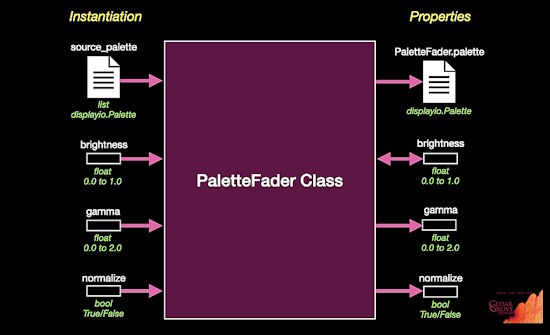 Instantiation
Properties
source_palette
list
displayio.Palette
PaletteFader.palette
displayio.Palette
brightness
float
0.0 to 1.0
brightness
float
0.0 to 1.0
PaletteFader Class
gamma
float
0.0 to 2.0
gamma
float
0.0 to 2.0
normalize
bool
True/False
normalize
bool
True/False
CEDAR
GROVE